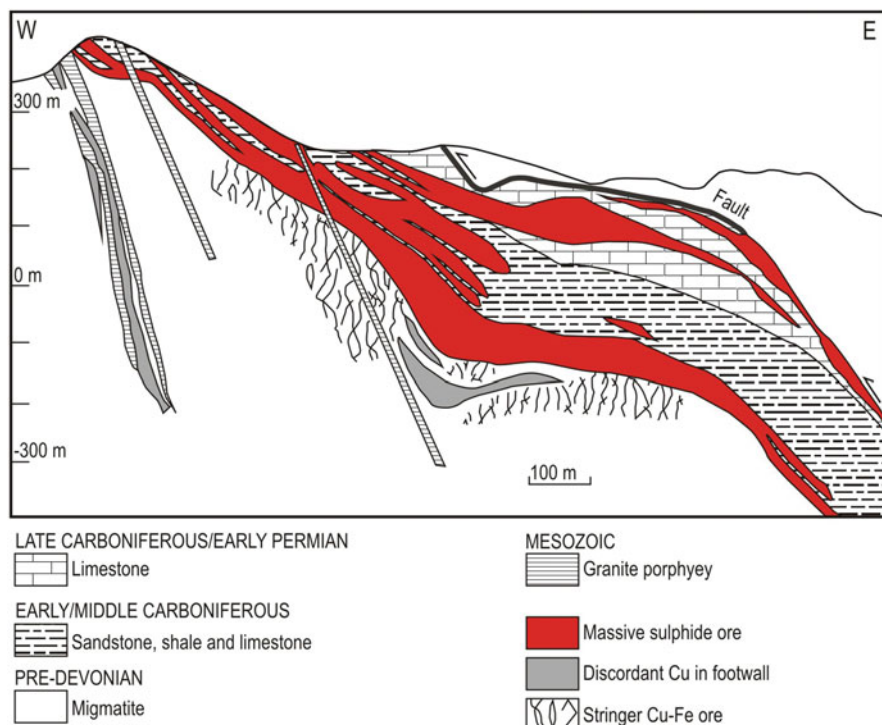 W
E
300 m
0 m
-300 m
Fault
100 m
LATE CARBONIFEROUS/EARLY PERMIAN
Limestone
EARLY/MIDDLE CARBONIFEROUS
Sandstone, shale and limestone
PRE-DEVONIAN
Migmatite
MESOZOIC
Granite porphyey
Massive sulphide ore
Discordant Cu in footwall
Stringer Cu-Fe ore